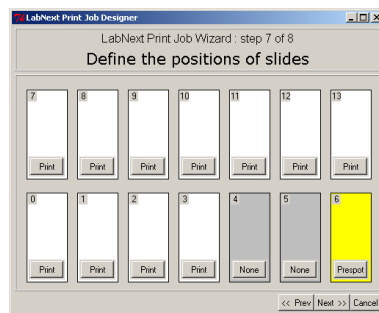 LabNext Print Job Designer
LabNext Print Job Wizard : step 7 of 8
Define the positions of slides
7 8 9 10 11 12 13
Print Print Print Print Print Print Print
0 1 2 3 4 5 6
Print Print Print Print None None Prespot
<< Prev Next >> Cancel